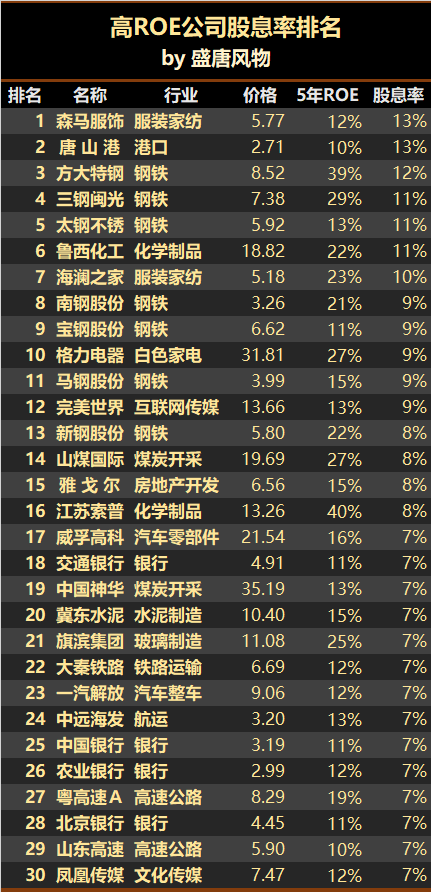 高ROE公司股息率排名
by 盛唐风物
排名 名称 行业 价格 5年ROE 股息率
1 森马服饰 服装家纺 5.77 12% 13%
2 唐 山 港 港口 2.71 10% 13%
3 方大特钢 钢铁 8.52 39% 12%
4 三钢闽光 钢铁 7.38 29% 11%
5 太钢不锈 钢铁 5.92 13% 11%
6 鲁西化工 化学制品 18.82 22% 11%
7 海澜之家 服装家纺 5.18 23% 10%
8 南钢股份 钢铁 3.26 21% 9%
9 宝钢股份 钢铁 6.62 11% 9%
10 格力电器 白色家电 31.81 27% 9%
11 马钢股份 钢铁 3.99 15% 9%
12 完美世界 互联网传媒 13.66 13% 9%
13 新钢股份 钢铁 5.80 22% 8%
14 山煤国际 煤炭开采 19.69 27% 8%
15 雅 戈 尔 房地产开发 6.56 15% 8%
16 江苏索普 化学制品 13.26 40% 8%
17 威孚高科 汽车零部件 21.54 16% 7%
18 交通银行 银行 4.91 11% 7%
19 中国神华 煤炭开采 35.19 13% 7%
20 冀东水泥 水泥制造 10.40 15% 7%
21 旗滨集团 玻璃制造 11.08 25% 7%
22 大秦铁路 铁路运输 6.69 12% 7%
23 一汽解放 汽车整车 9.06 12% 7%
24 中远海发 航运 3.20 13% 7%
25 中国银行 银行 3.19 11% 7%
26 农业银行 银行 2.99 12% 7%
27 粤高速Ａ 高速公路 8.29 19% 7%
28 北京银行 银行 4.45 11% 7%
29 山东高速 高速公路 5.90 10% 7%
30 凤凰传媒 文化传媒 7.47 12% 7%